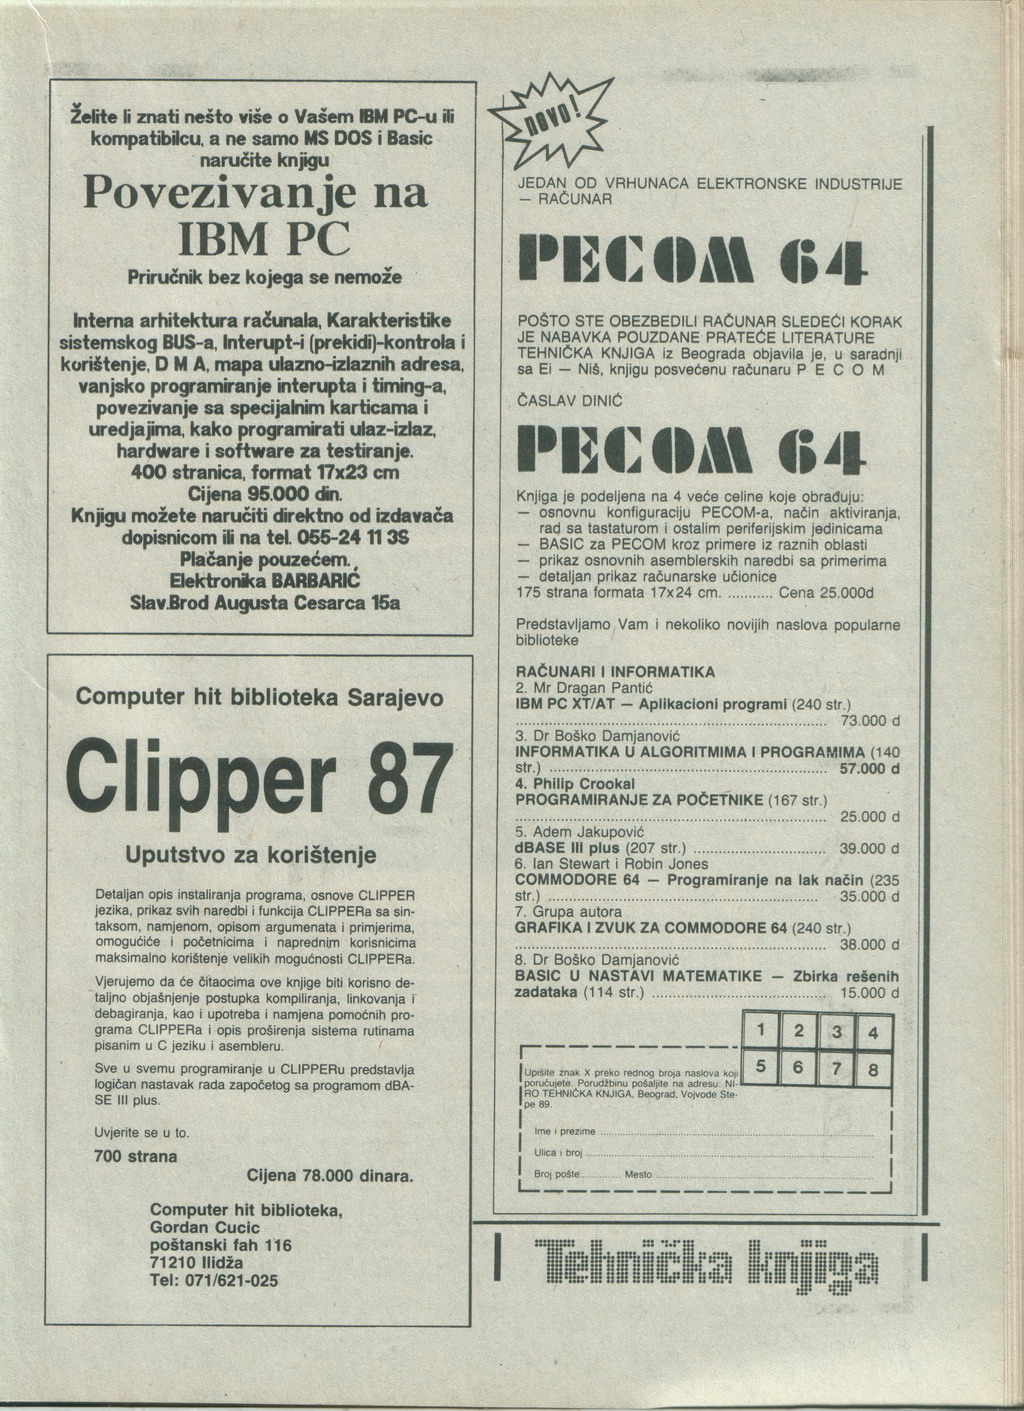 Želite li znati nešto više o Vašem IBM PC-u ili
kompatibilcu, a ne samo MS DOS i Basic
naručite knjigu
Povezivanje na
IBM PC
Priručnik bez kojega se nemože
Interna arhitektura računala, Karakteristike
sistemskog BUS-a, Interupt-i (prekidi)-kontrola i
korištenje, D M A, mapa ulazno-izlaznih adresa,
vanjsko programiranje interupta i timing-a,
povezivanje sa specijalnim karticama i
uredjajima, kako programirati ulaz-izlaz,
hardware i software za testiranje.
400 stranica, format 17x23 cm
Cijena 95.000 din.
Knjigu možete naručiti direktno od izdavača
dopisnicom ili na tel. 055-24 11 3S
Plačanje pouzećem.
Elektronika BARBARIĆ
Slav.Brod Augusta Cesarca 15a
Computer hit biblioteka Sarajevo
Clipper 87
Uputstvo za korištenje
Detaljan opis instaliranja programa, osnove CLIPPER
jezika, prikaz svih naredbi i funkcija CLIPPERa sa sin-
taksom, namjenom, opisom argumenata i primjerima,
omogućiće i početnicima i naprednim korisnicima
maksimalno korištenje velikih mogućnosti CLIPPERa.
Vjerujemo da će čitaocima ove knjige biti korisno de-
taljno objašnjenje postupka kompiliranja, linkovanja i
debagiranja, kao i upotreba i namjena pomoćnih pro-
grama CLIPPERa i opis proširenja sistema rutinama
pisanim u C jeziku i asembleru.
Sve u svemu programiranje u CLIPPERu predstavlja
logičan nastavak rada započetog sa programom dBA-
SE III plus.
Uvjerite se u to.
700 strana
Cijena 78.000 dinara.
Computer hit biblioteka,
Gordan Cucic
poštanski fah 116
71210 Ilidža
Tel: 071/621-025
NOVO!
JEDAN OD VRHUNACA ELEKTRONSKE INDUSTRIJE
— RAČUNAR
PECOM 64
POŠTO STE OBEZBEDILI RAČUNAR SLEDEĆI KORAK
JE NABAVKA POUZDANE PRATEĆE LITERATURE
TEHNIČKA KNJIGA iz Beograda objavila je, u saradnji
sa Ei — Niš, knjigu posvećenu računaru P E C O M
ČASLAV DINIĆ
PECOM 64
Knjiga je podeljena na 4 veće celine koje obrađuju:
— osnovnu konfiguraciju PECOM-a, način aktiviranja,
rad sa tastaturom i ostalim periferijskim jedinicama
— BASIC za PECOM kroz primere iz raznih oblasti
— prikaz osnovnih asemblerskih naredbi sa primerima
— detaljan prikaz računarske učionice
175 strana formata 17x24 cm. ........... Cena 25.000d
Predstavljamo Vam i nekoliko novijih naslova popularne
biblioteke
RAČUNARI I INFORMATIKA
2. Mr Dragan Pantić
IBM PC XT/AT — Aplikacioni programi (240 str.)
........................................................ 73.000 d
3. Dr Boško Damjanović
INFORMATIKA U ALGORITMIMA I PROGRAMIMA (140
str.) .................................................. 57.000 d
4. Philip Crookal
PROGRAMIRANJE ZA POČETNIKE (167 str.)
........................................................ 25.000 d
5. Adem Jakupović
dBASE III plus (207 str.) ........................ 39.000 d
6. Ian Stewart i Robin Jones
COMMODORE 64 — Programiranje na lak način (235
str.) .................................................. 35.000 d
7. Grupa autora
GRAFIKA I ZVUK ZA COMMODORE 64 (240 str.)
........................................................ 38.000 d
8. Dr Boško Damjanović
BASIC U NASTAVI MATEMATIKE — Zbirka rešenih
zadataka (114 str.) ................................ 15.000 d
1 2 3 4
5 6 7 8
Upišite znak X preko rednog broja naslova koji
poručujete. Porudžbinu pošaljite na adresu: NI-
RO TEHNIČKA KNJIGA, Beograd, Vojvode Ste-
pe 89.
Ime i prezime ........................................
Ulica i broj ........................................
Broj pošte............. Mesto ........................................
Tehnička knjiga